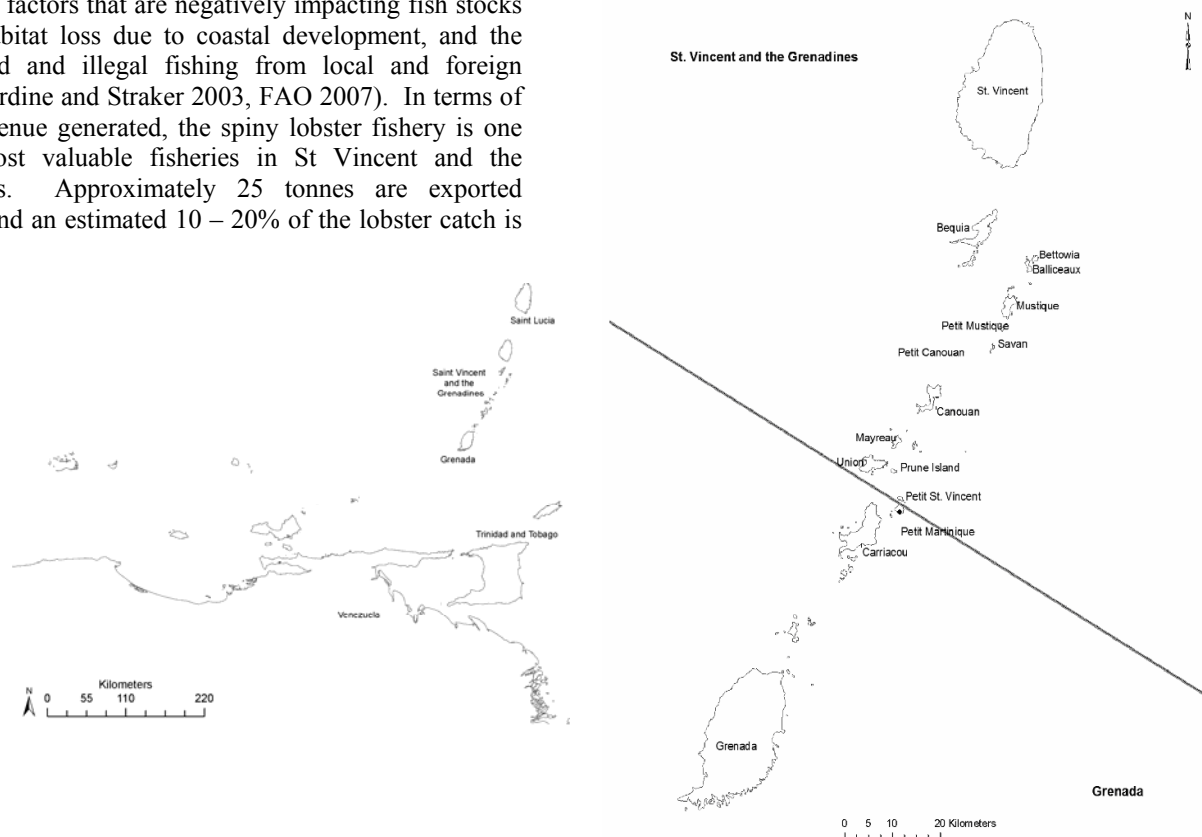 factors that are negatively impacting fish stocks
bitat loss due to coastal development, and the
d and illegal fishing from local and foreign
rdine and Straker 2003, FAO 2007). In terms of
enue generated, the spiny lobster fishery is one
ost valuable fisheries in St Vincent and the
s. Approximately 25 tonnes are exported
nd an estimated 10 – 20% of the lobster catch is
Saint Lucia
Saint Vincent
and the
Grenadines
Grenada
Trinidad and Tobago
Venezuela
Kilometers
N
0 55 110 220
St. Vincent and the Grenadines
N
St. Vincent
Bequia
Bettowia
Balliceaux
Mustique
Petit Mustique
Savan
Petit Canouan
Canouan
Mayreau
Union
Prune Island
Petit St. Vincent
Petit Martinique
Carriacou
Grenada
Grenada
0 5 10 20 Kilometers